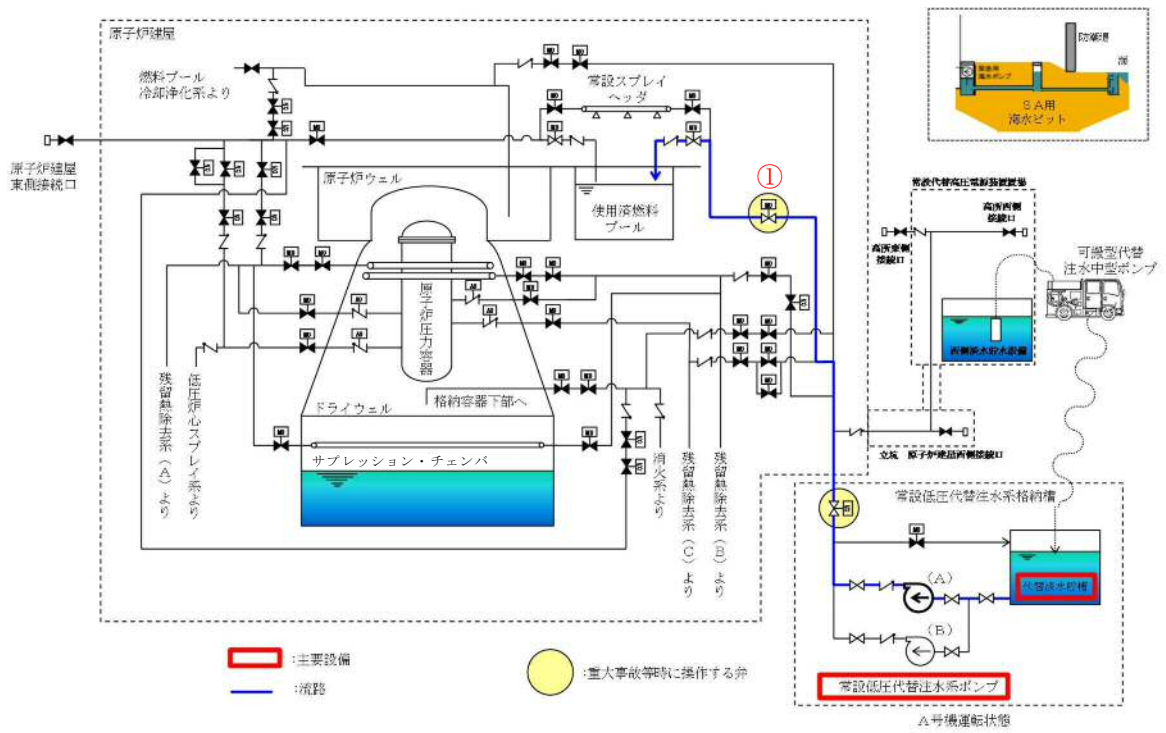 原子炉建屋
燃料プール
冷却浄化系より
常設スプレイ
ヘッダ
原子炉建屋
東側接続口
原子炉ウェル
使用済燃料
プール
①
原子炉圧力容器
ドライウェル
格納容器下部へ
サプレッション・チェンバ
残留熱除去系(A)より
低圧炉心スプレイ系より
消火系より
残留熱除去系(C)より
残留熱除去系(B)より
防潮堤
海
緊急用
海水ポンプ
SA用
海水ピット
常設代替高圧電源装置置場
高所西側
接続口
高所東側
接続口
西側淡水貯水設備
可搬型代替
注水中型ポンプ
立坑
原子炉建屋西側接続口
常設低圧代替注水系格納槽
(A)
(B)
代替淡水貯槽
常設低圧代替注水系ポンプ
A号機運転状態
:主要設備
:流路
:重大事故等時に操作する弁